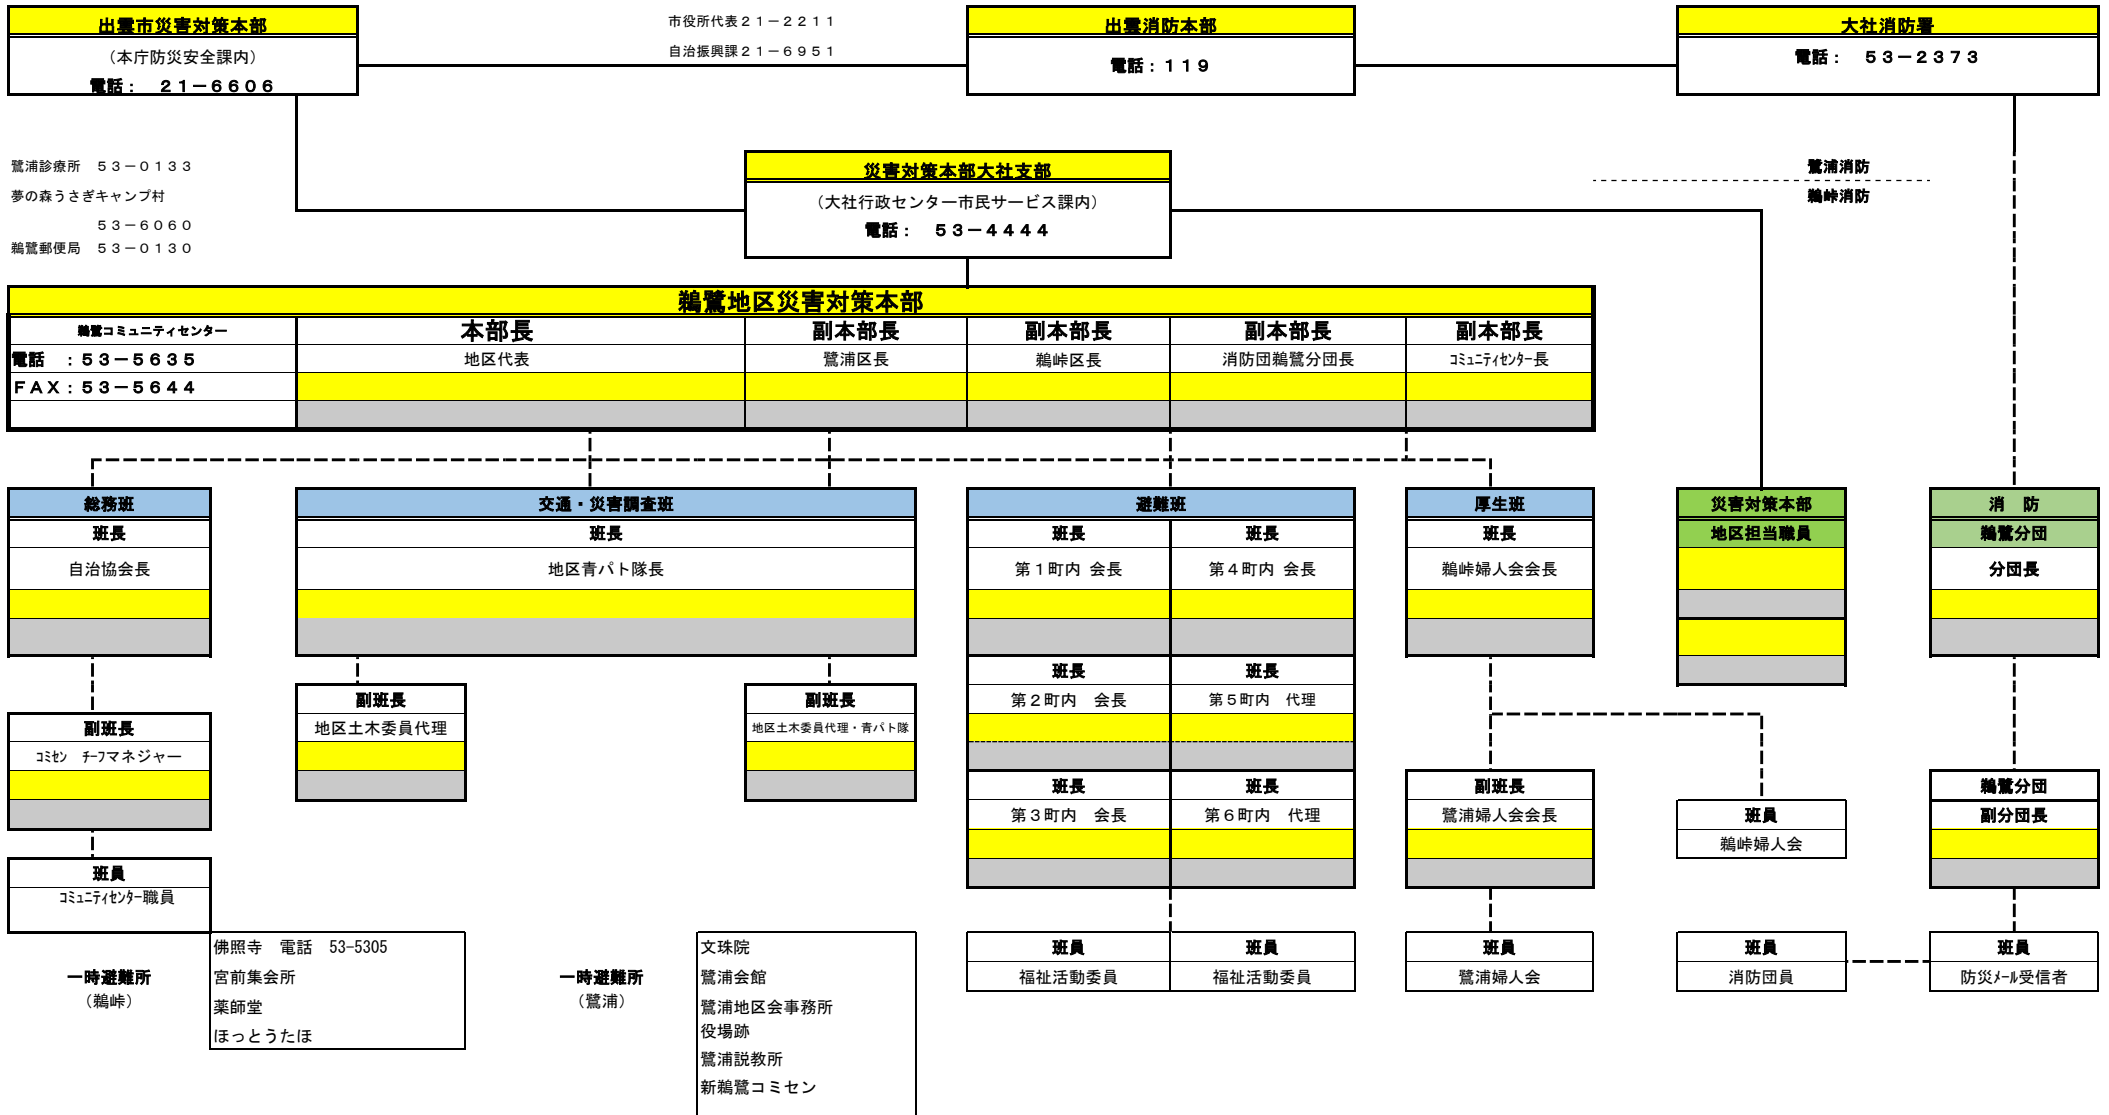 出雲市災害対策本部
（本庁防災安全課内）
電話： 21－6606
市役所代表２１－２２１１
自治振興課２１－６９５１
出雲消防本部
電話：119
大社消防署
電話： 53－2373
鷺浦診療所 ５３－０１３３
夢の森うさぎキャンプ村
５３－６０６０
鵜鷺郵便局 ５３－０１３０
災害対策本部大社支部
（大社行政センター市民サービス課内）
電話： 53－4444
鷺浦消防
鵜峠消防
鵜鷺地区災害対策本部
鵜鷺コミュニティセンター 本部長 副本部長 副本部長 副本部長 副本部長
電話 ：53－5635 地区代表 鷺浦区長 鵜峠区長 消防団鵜鷺分団長 ｺﾐｭﾆﾃｨｾﾝﾀｰ長
ＦＡＸ：53－5644
総務班 交通・災害調査班 避難班 厚生班 災害対策本部 消 防
班長 班長 班長 班長 班長 地区担当職員 鵜鷺分団
自治協会長 地区青パト隊長 第１町内 会長 第４町内 会長 鵜峠婦人会会長 分団長
班長 班長
副班長 副班長 第２町内 会長 第５町内 代理
副班長 地区土木委員代理 地区土木委員代理・青パト隊
ｺﾐｾﾝ ﾁｰﾌマネジャー
班長 班長 副班長 鵜鷺分団
第３町内 会長 第６町内 代理 鷺浦婦人会会長 班員 副分団長
鵜峠婦人会
班員
ｺﾐｭﾆﾃｨｾﾝﾀｰ職員
佛照寺 電話 53-5305 文珠院 班員 班員 班員 班員 班員
一時避難所 宮前集会所 一時避難所 鷺浦会館 福祉活動委員 福祉活動委員 鷺浦婦人会 消防団員 防災ﾒｰﾙ受信者
（鵜峠） 薬師堂 （鷺浦） 鷺浦地区会事務所
役場跡
ほっとうたほ
鷺浦説教所
新鵜鷺コミセン